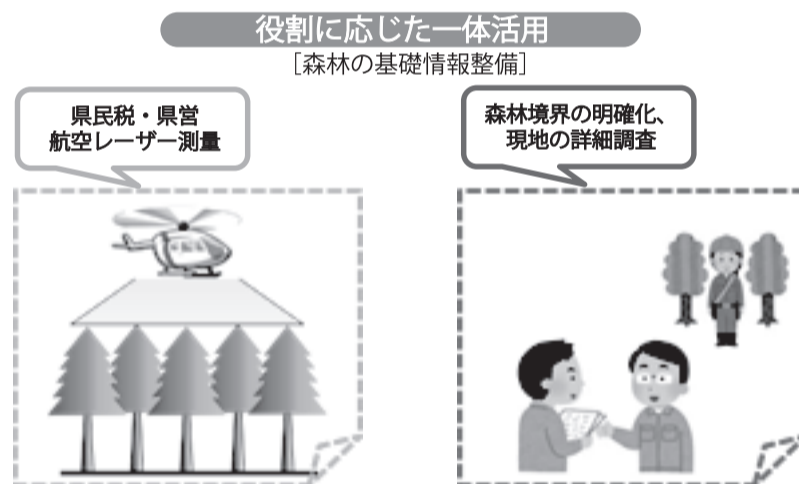 役割に応じた一体活用
［森林の基礎情報整備］
県民税・県営
航空レーザー測量
森林境界の明確化、
現地の詳細調査